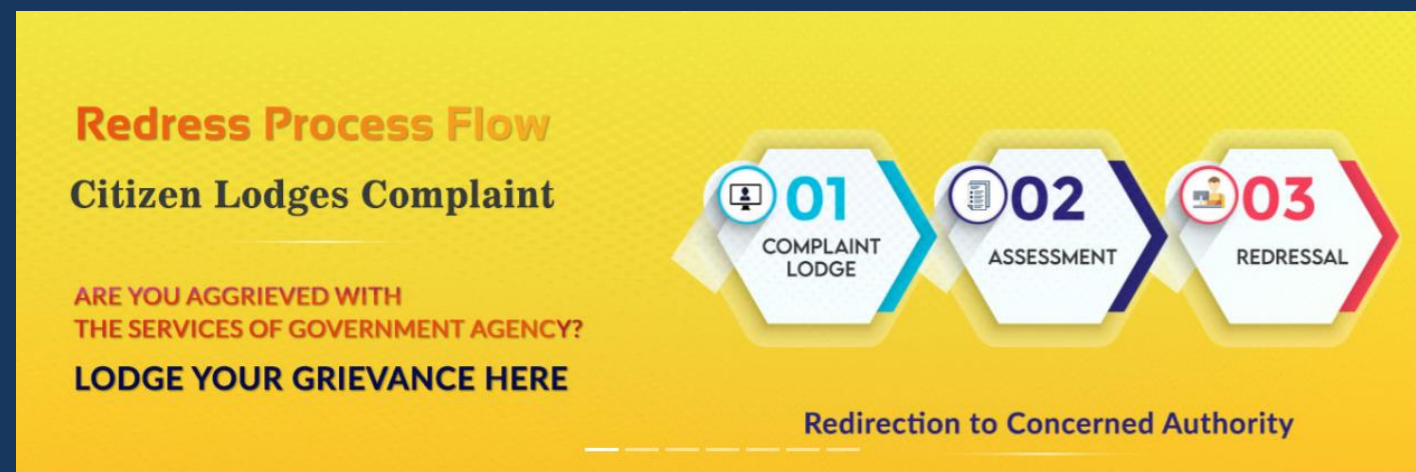 Redress Process Flow
Citizen Lodges Complaint
ARE YOU AGGRIEVED WITH
THE SERVICES OF GOVERNMENT AGENCY?
LODGE YOUR GRIEVANCE HERE
01
COMPLAINT
LODGE
02
ASSESSMENT
03
REDRESSAL
Redirection to Concerned Authority